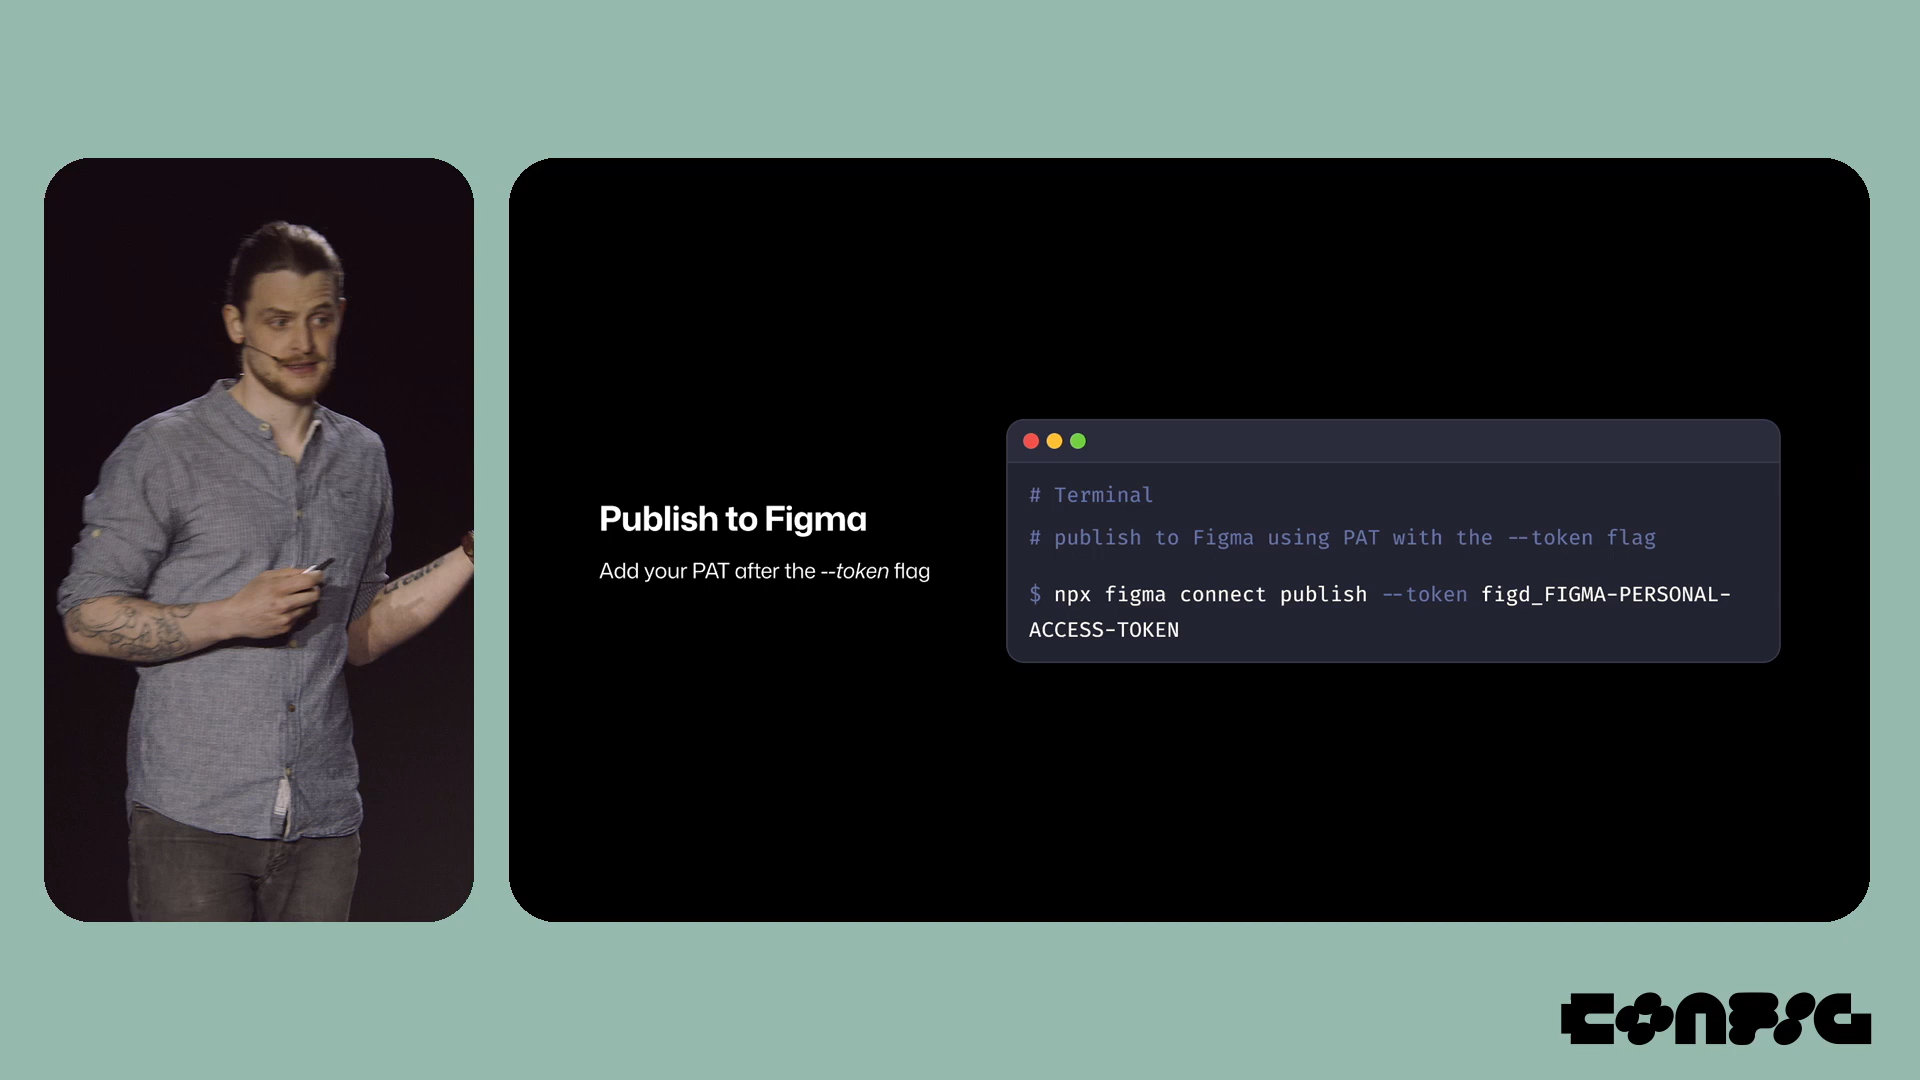 Publish to Figma
Add your PAT after the --token flag
# Terminal
# publish to Figma using PAT with the --token flag
$ npx figma connect publish --token figd_FIGMA-PERSONAL-
ACCESS-TOKEN
CONFIG